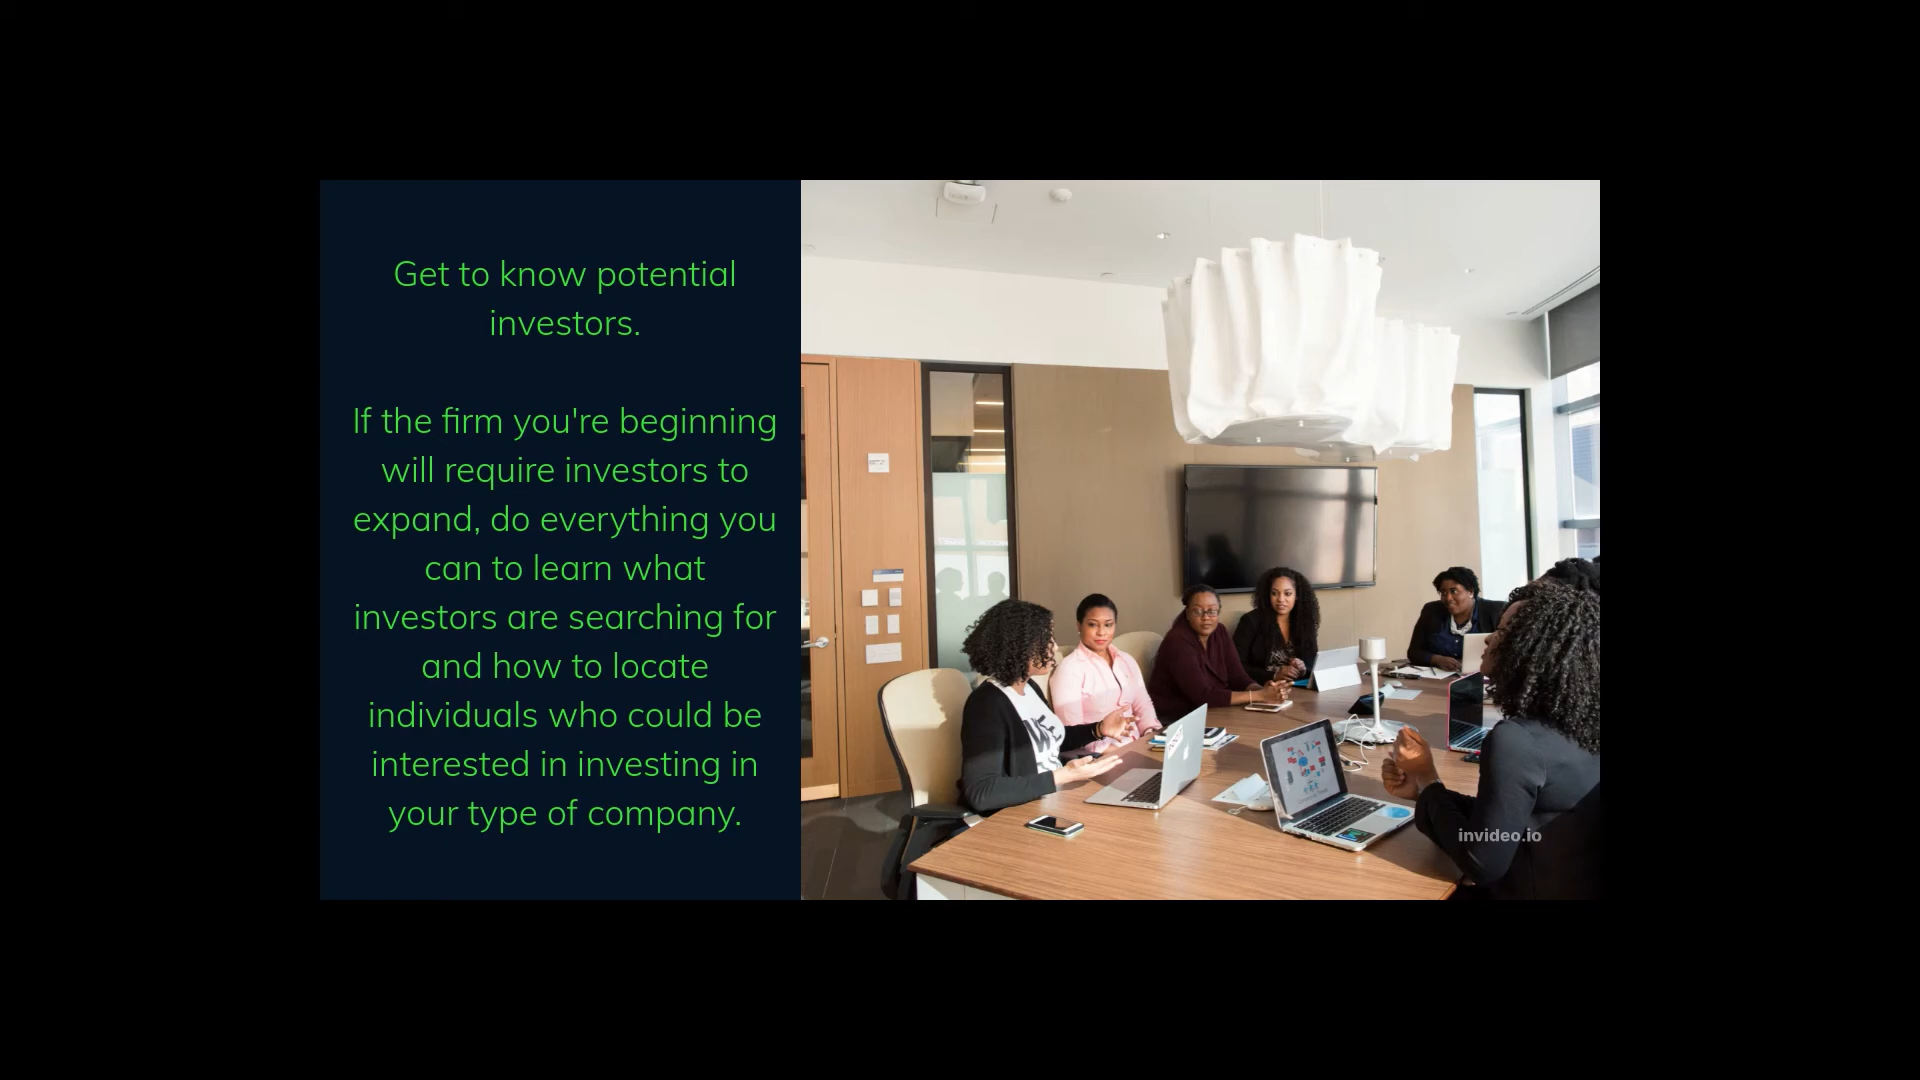 Get to know potential
investors.
If the firm you're beginning
will require investors to
expand, do everything you
can to learn what
investors are searching for
and how to locate
individuals who could be
interested in investing in
your type of company.
invideo.io